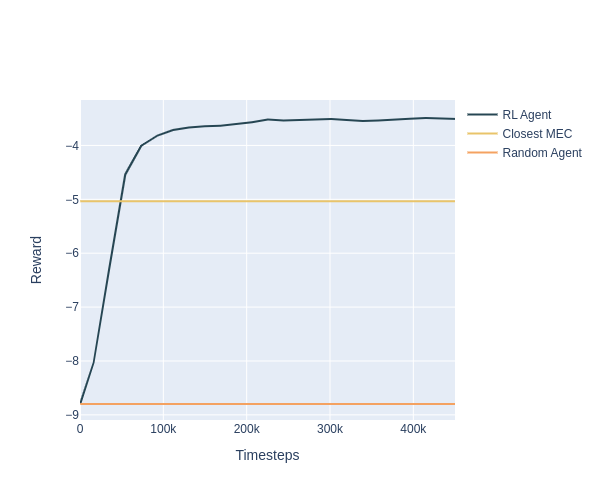 RL Agent
Closest MEC
Random Agent
Reward
−4
−5
−6
−7
−8
−9
0 100k 200k 300k 400k
Timesteps